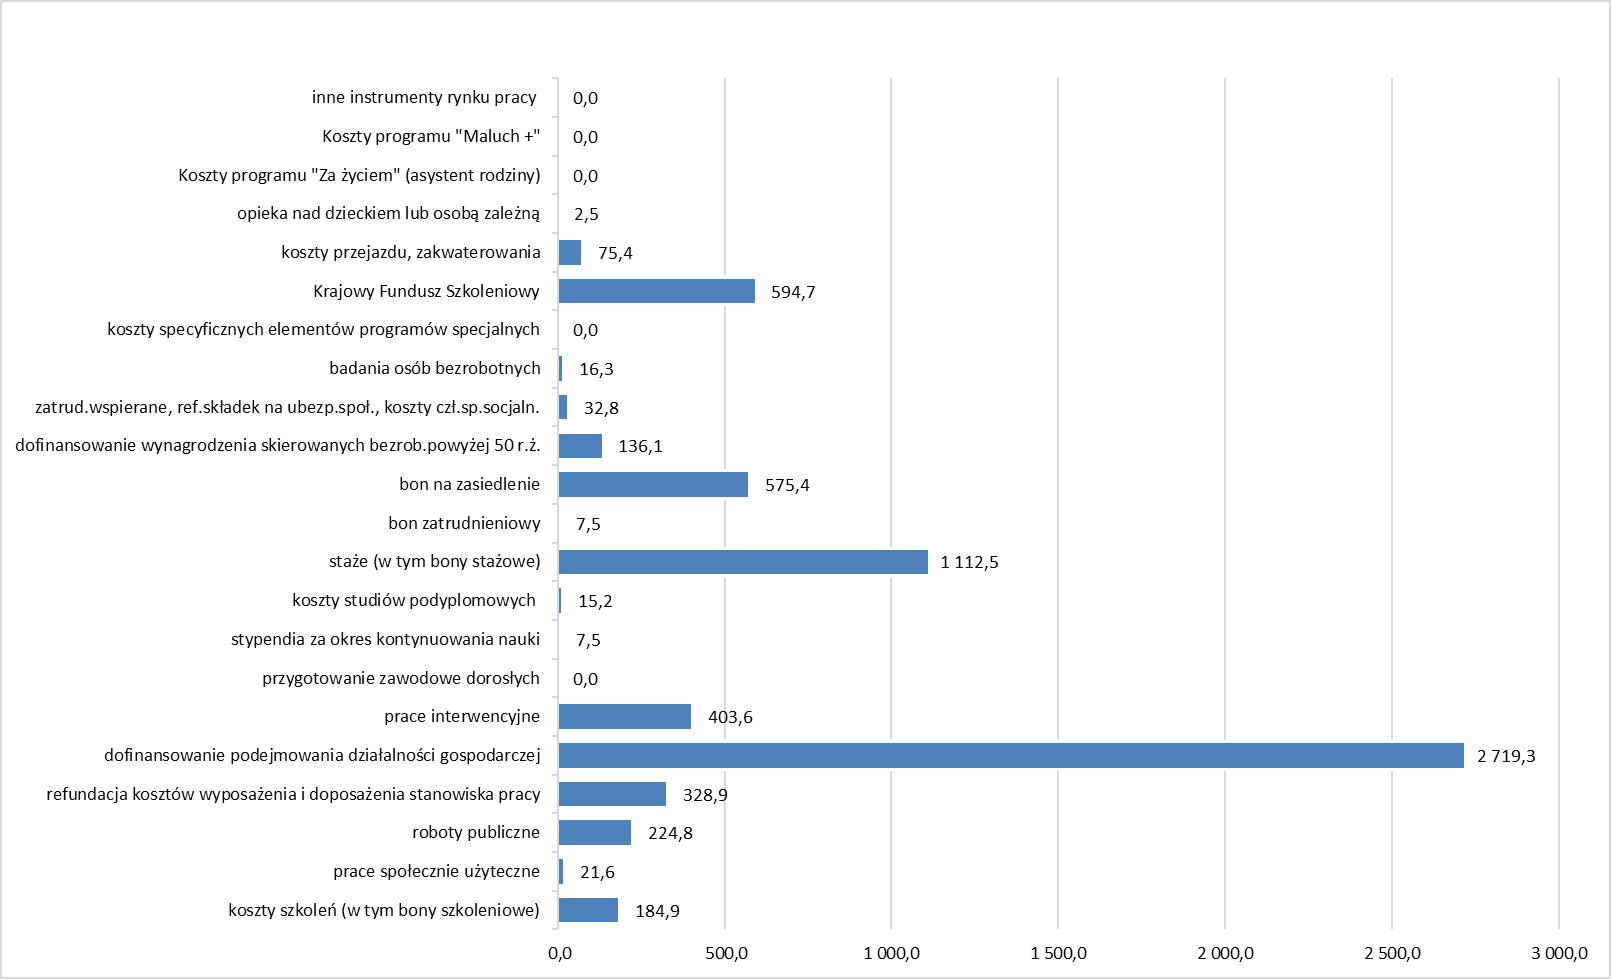 inne instrumenty rynku pracy 0,0
Koszty programu "Maluch +" 0,0
Koszty programu "Za życiem" (asystent rodziny) 0,0
opieka nad dzieckiem lub osobą zależną 2,5
koszty przejazdu, zakwaterowania 75,4
Krajowy Fundusz Szkoleniowy 594,7
koszty specyficznych elementów programów specjalnych 0,0
badania osób bezrobotnych 16,3
zatrud.wspierane, ref.składek na ubezp.społ., koszty czł.sp.socjaln. 32,8
dofinansowanie wynagrodzenia skierowanych bezrob.powyżej 50 r.ż. 136,1
bon na zasiedlenie 575,4
bon zatrudnieniowy 7,5
staże (w tym bony stażowe) 1 112,5
koszty studiów podyplomowych 15,2
stypendia za okres kontynuowania nauki 7,5
przygotowanie zawodowe dorosłych 0,0
prace interwencyjne 403,6
dofinansowanie podejmowania działalności gospodarczej 2 719,3
refundacja kosztów wyposażenia i doposażenia stanowiska pracy 328,9
roboty publiczne 224,8
prace społecznie użyteczne 21,6
koszty szkoleń (w tym bony szkoleniowe) 184,9
0,0 500,0 1 000,0 1 500,0 2 000,0 2 500,0 3 000,0